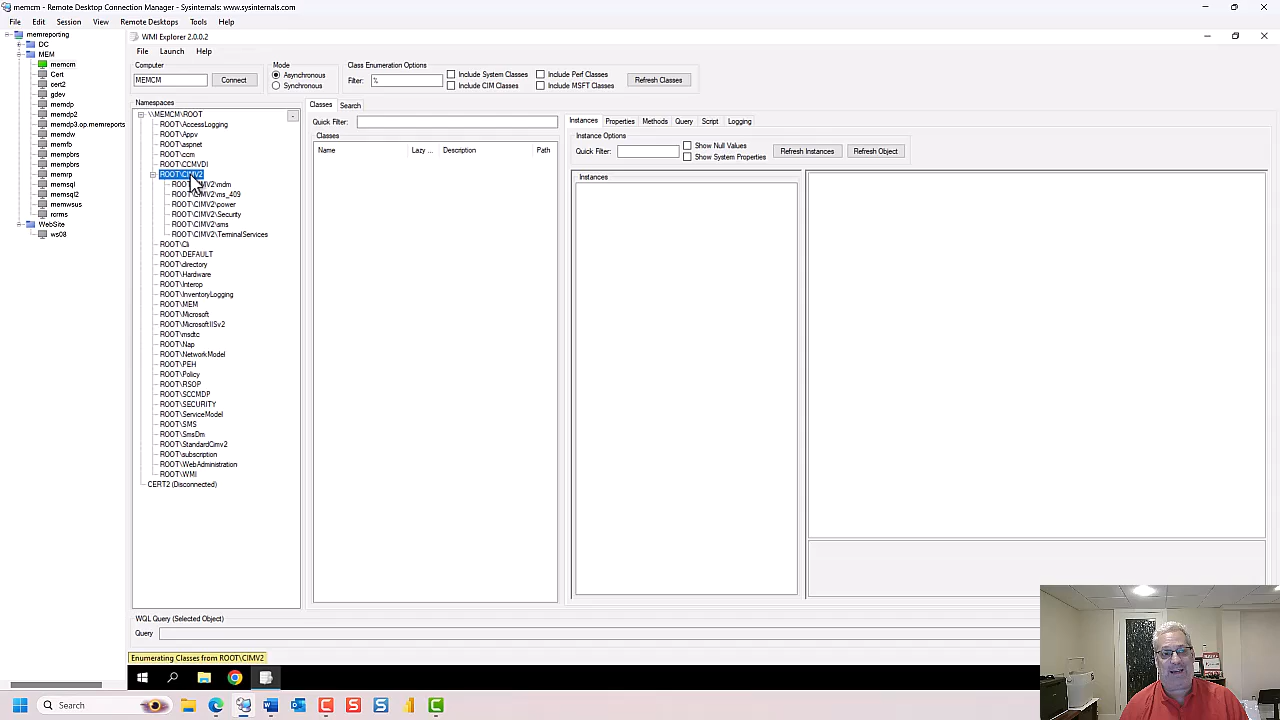 memcm - Remote Desktop Connection Manager - Sysinternals: www.sysinternals.com
File Edit Session View Remote Desktops Tools Help
memreporting
DC
MEM
memcm
Cert
cert2
gdev
memdp
memdp2
memdp3.op.memreports
memdw
memfb
mempbrs
mempbrs
memrp
memsql
memsql2
memwsus
rcrms
WebSite
ws08
WMI Explorer 2.0.0.2
File Launch Help
Computer
MEMCM
Connect
Mode
Asynchronous
Synchronous
Class Enumeration Options
Filter: %
Include System Classes
Include Perf Classes
Include CIM Classes
Include MSFT Classes
Refresh Classes
Namespaces
\\MEMCM\ROOT
ROOT\AccessLogging
ROOT\Appv
ROOT\aspnet
ROOT\ccm
ROOT\CCMVDI
ROOT\CIMV2
ROOT\CIMV2\mdm
ROOT\CIMV2\ms_409
ROOT\CIMV2\power
ROOT\CIMV2\Security
ROOT\CIMV2\sms
ROOT\CIMV2\TerminalServices
ROOT\Cli
ROOT\DEFAULT
ROOT\directory
ROOT\Hardware
ROOT\Interop
ROOT\InventoryLogging
ROOT\MEM
ROOT\Microsoft
ROOT\MicrosoftIISv2
ROOT\msdtc
ROOT\Nap
ROOT\NetworkModel
ROOT\PEH
ROOT\Policy
ROOT\RSOP
ROOT\SCCMDP
ROOT\SECURITY
ROOT\ServiceModel
ROOT\SMS
ROOT\SmsDm
ROOT\StandardCimv2
ROOT\subscription
ROOT\WebAdministration
ROOT\WMI
CERT2 (Disconnected)
Classes Search
Quick Filter:
Classes
Name Lazy ... Description Path
Instances Properties Methods Query Script Logging
Instance Options
Quick Filter:
Show Null Values
Show System Properties
Refresh Instances
Refresh Object
Instances
WQL Query (Selected Object)
Query
Enumerating Classes from ROOT\CIMV2
Search